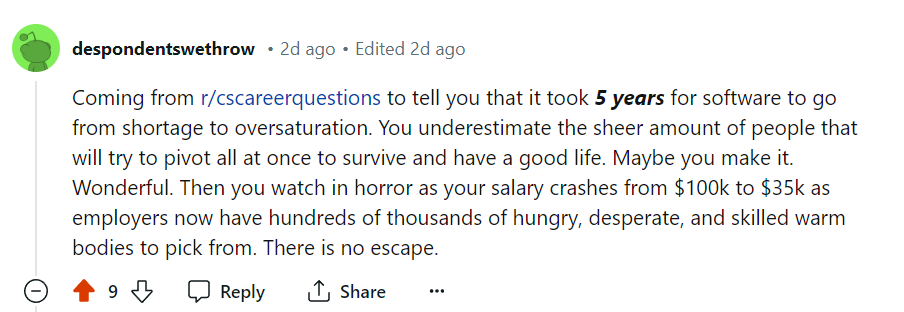 despondentswethrow • 2d ago • Edited 2d ago
Coming from r/cscareerquestions to tell you that it took 5 years for software to go
from shortage to oversaturation. You underestimate the sheer amount of people that
will try to pivot all at once to survive and have a good life. Maybe you make it.
Wonderful. Then you watch in horror as your salary crashes from $100k to $35k as
employers now have hundreds of thousands of hungry, desperate, and skilled warm
bodies to pick from. There is no escape.
9 Reply Share ...